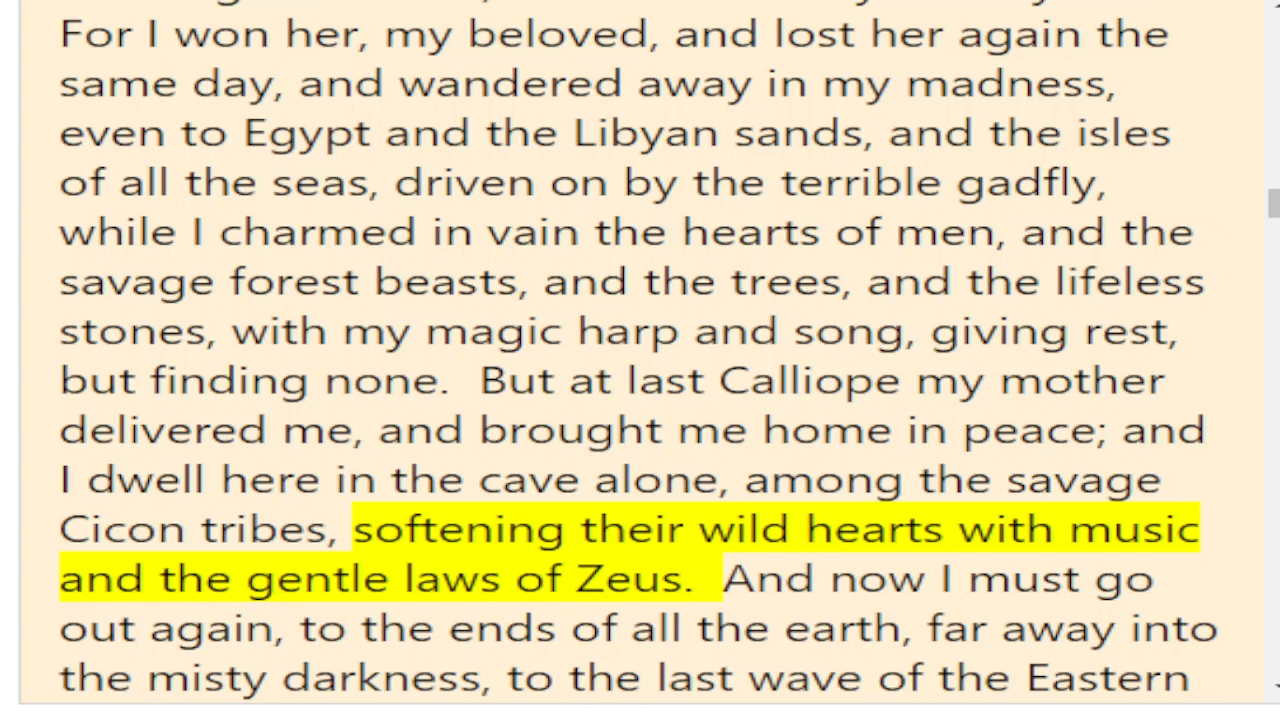 For I won her, my beloved, and lost her again the
same day, and wandered away in my madness,
even to Egypt and the Libyan sands, and the isles
of all the seas, driven on by the terrible gadfly,
while I charmed in vain the hearts of men, and the
savage forest beasts, and the trees, and the lifeless
stones, with my magic harp and song, giving rest,
but finding none.  But at last Calliope my mother
delivered me, and brought me home in peace; and
I dwell here in the cave alone, among the savage
Cicon tribes, softening their wild hearts with music
and the gentle laws of Zeus.  And now I must go
out again, to the ends of all the earth, far away into
the misty darkness, to the last wave of the Eastern